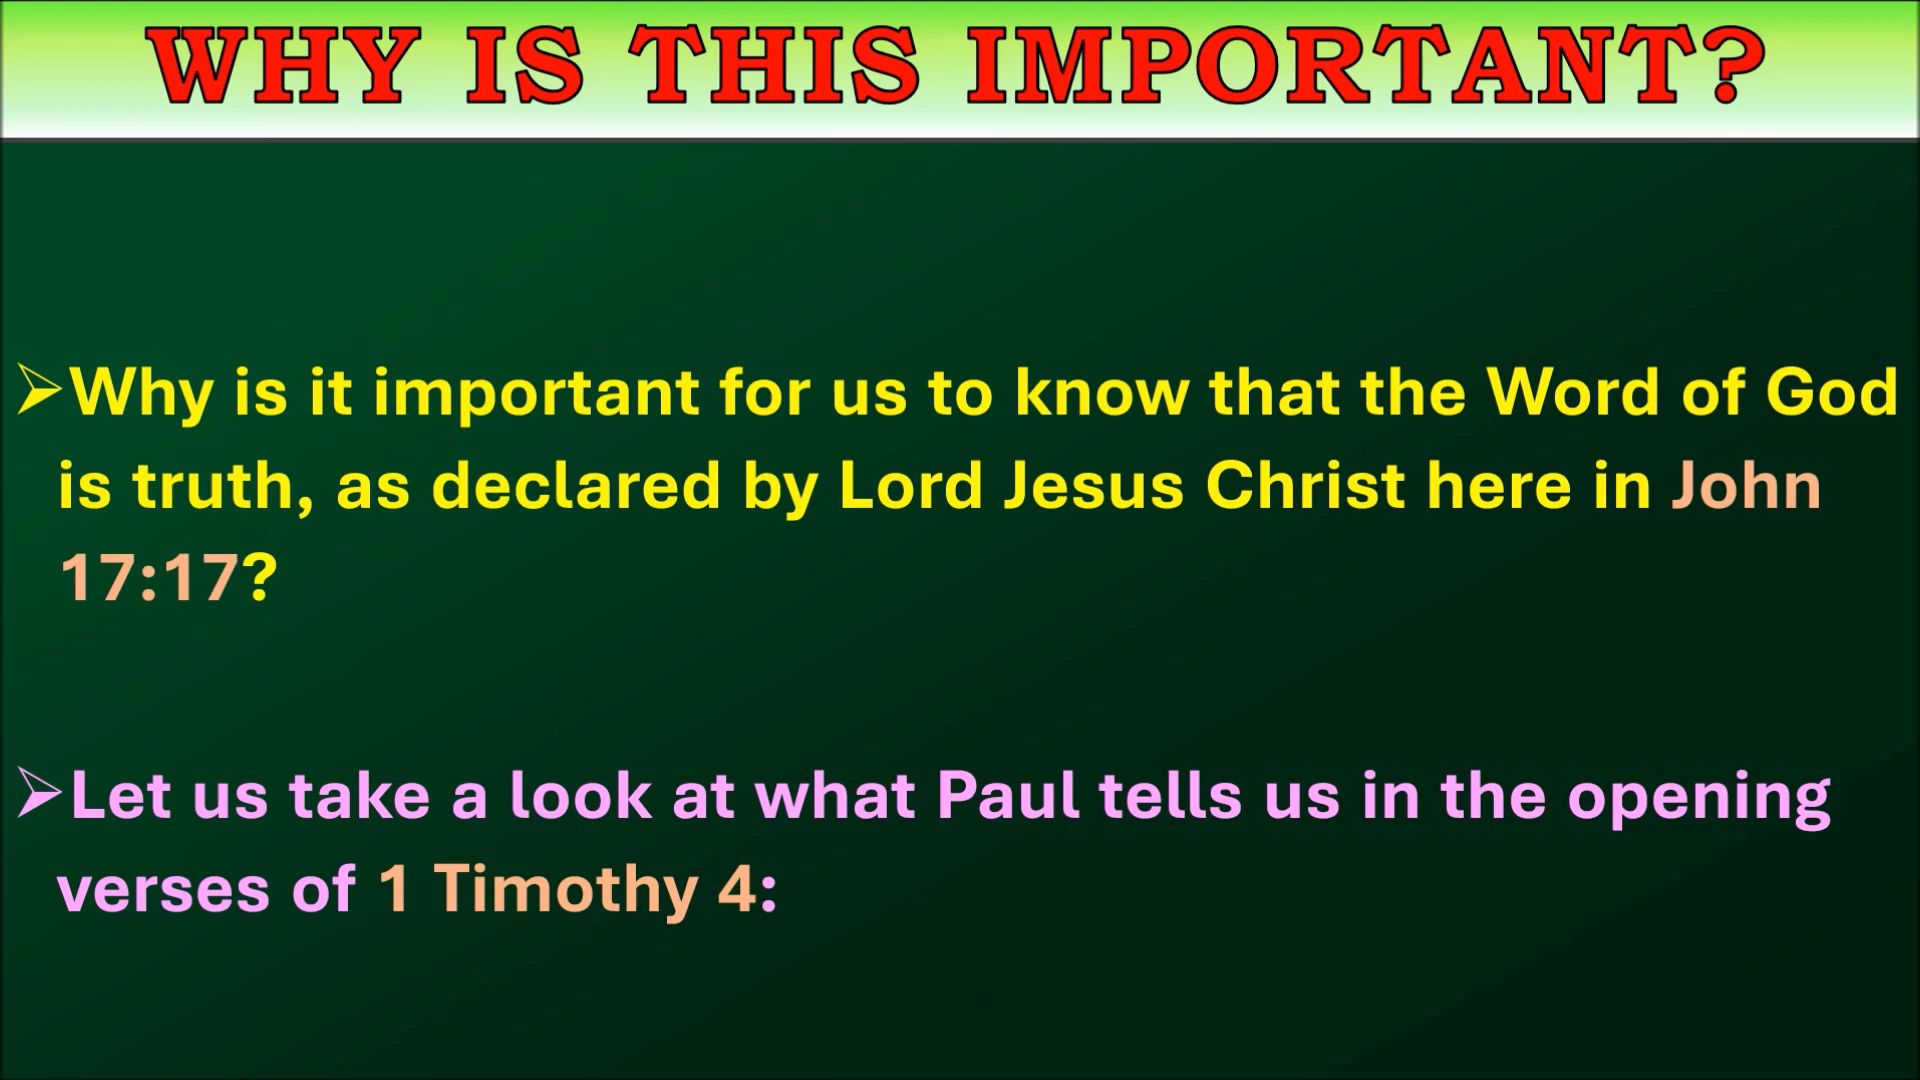 WHY IS THIS IMPORTANT?
➢Why is it important for us to know that the Word of God
is truth, as declared by Lord Jesus Christ here in John
17:17?
➢Let us take a look at what Paul tells us in the opening
verses of 1 Timothy 4: